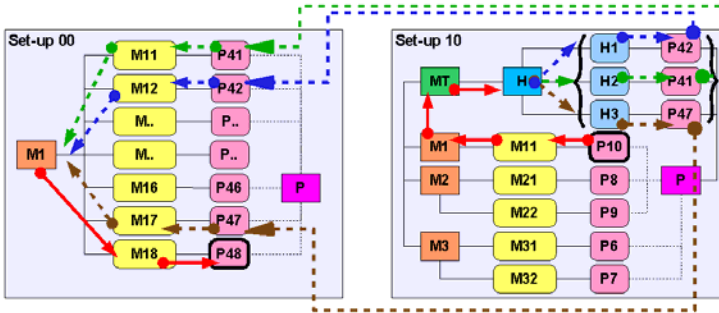 Set-up 00
M11 P41
M12 P42
M.. P..
M.. P..
M1
M16 P46 P
M17 P47
M18 P48
Set-up 10
H1 P42
MT H H2 P41
H3 P47
M1 M11 P10
M2 M21 P8 P
M22 P9
M3 M31 P6
M32 P7